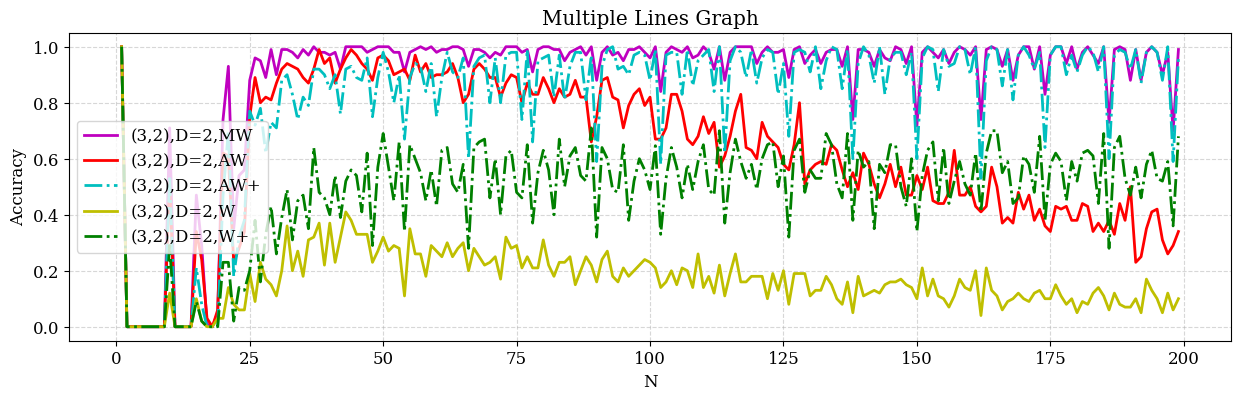 Multiple Lines Graph
Accuracy
1.0
0.8
0.6
0.4
0.2
0.0
(3,2),D=2,MW
(3,2),D=2,AW
(3,2),D=2,AW+
(3,2),D=2,W
(3,2),D=2,W+
0 25 50 75 100 125 150 175 200
N